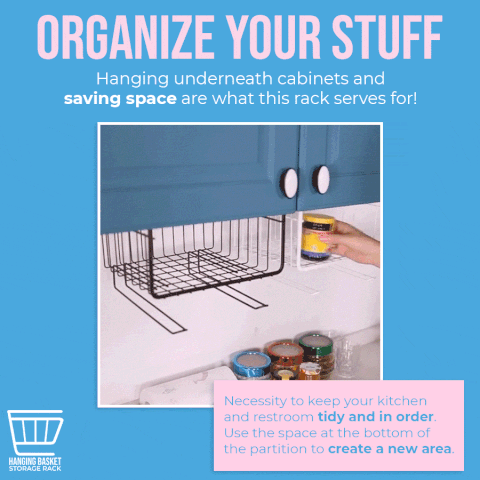 ORGANIZE YOUR STUFF
Hanging underneath cabinets and
saving space are what this rack serves for!
Necessity to keep your kitchen
and restroom tidy and in order.
Use the space at the bottom of
the partition to create a new area.
HANGING BASKET
STORAGE RACK